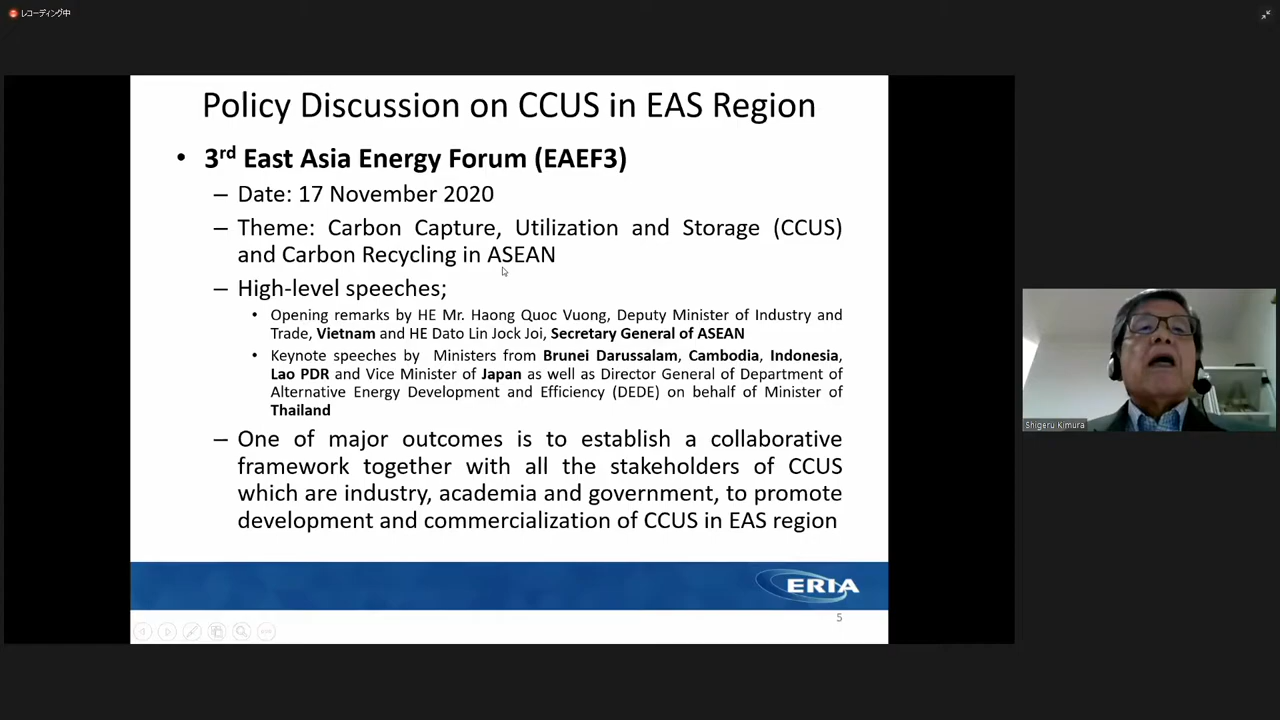 レコーディング中
Policy Discussion on CCUS in EAS Region
• 3rd East Asia Energy Forum (EAEF3)
– Date: 17 November 2020
– Theme: Carbon Capture, Utilization and Storage (CCUS)
and Carbon Recycling in ASEAN
– High-level speeches;
• Opening remarks by HE Mr. Haong Quoc Vuong, Deputy Minister of Industry and
Trade, Vietnam and HE Dato Lin Jock Joi, Secretary General of ASEAN
• Keynote speeches by Ministers from Brunei Darussalam, Cambodia, Indonesia,
Lao PDR and Vice Minister of Japan as well as Director General of Department of
Alternative Energy Development and Efficiency (DEDE) on behalf of Minister of
Thailand
– One of major outcomes is to establish a collaborative
framework together with all the stakeholders of CCUS
which are industry, academia and government, to promote
development and commercialization of CCUS in EAS region
ERIA
5
Shigeru Kimura